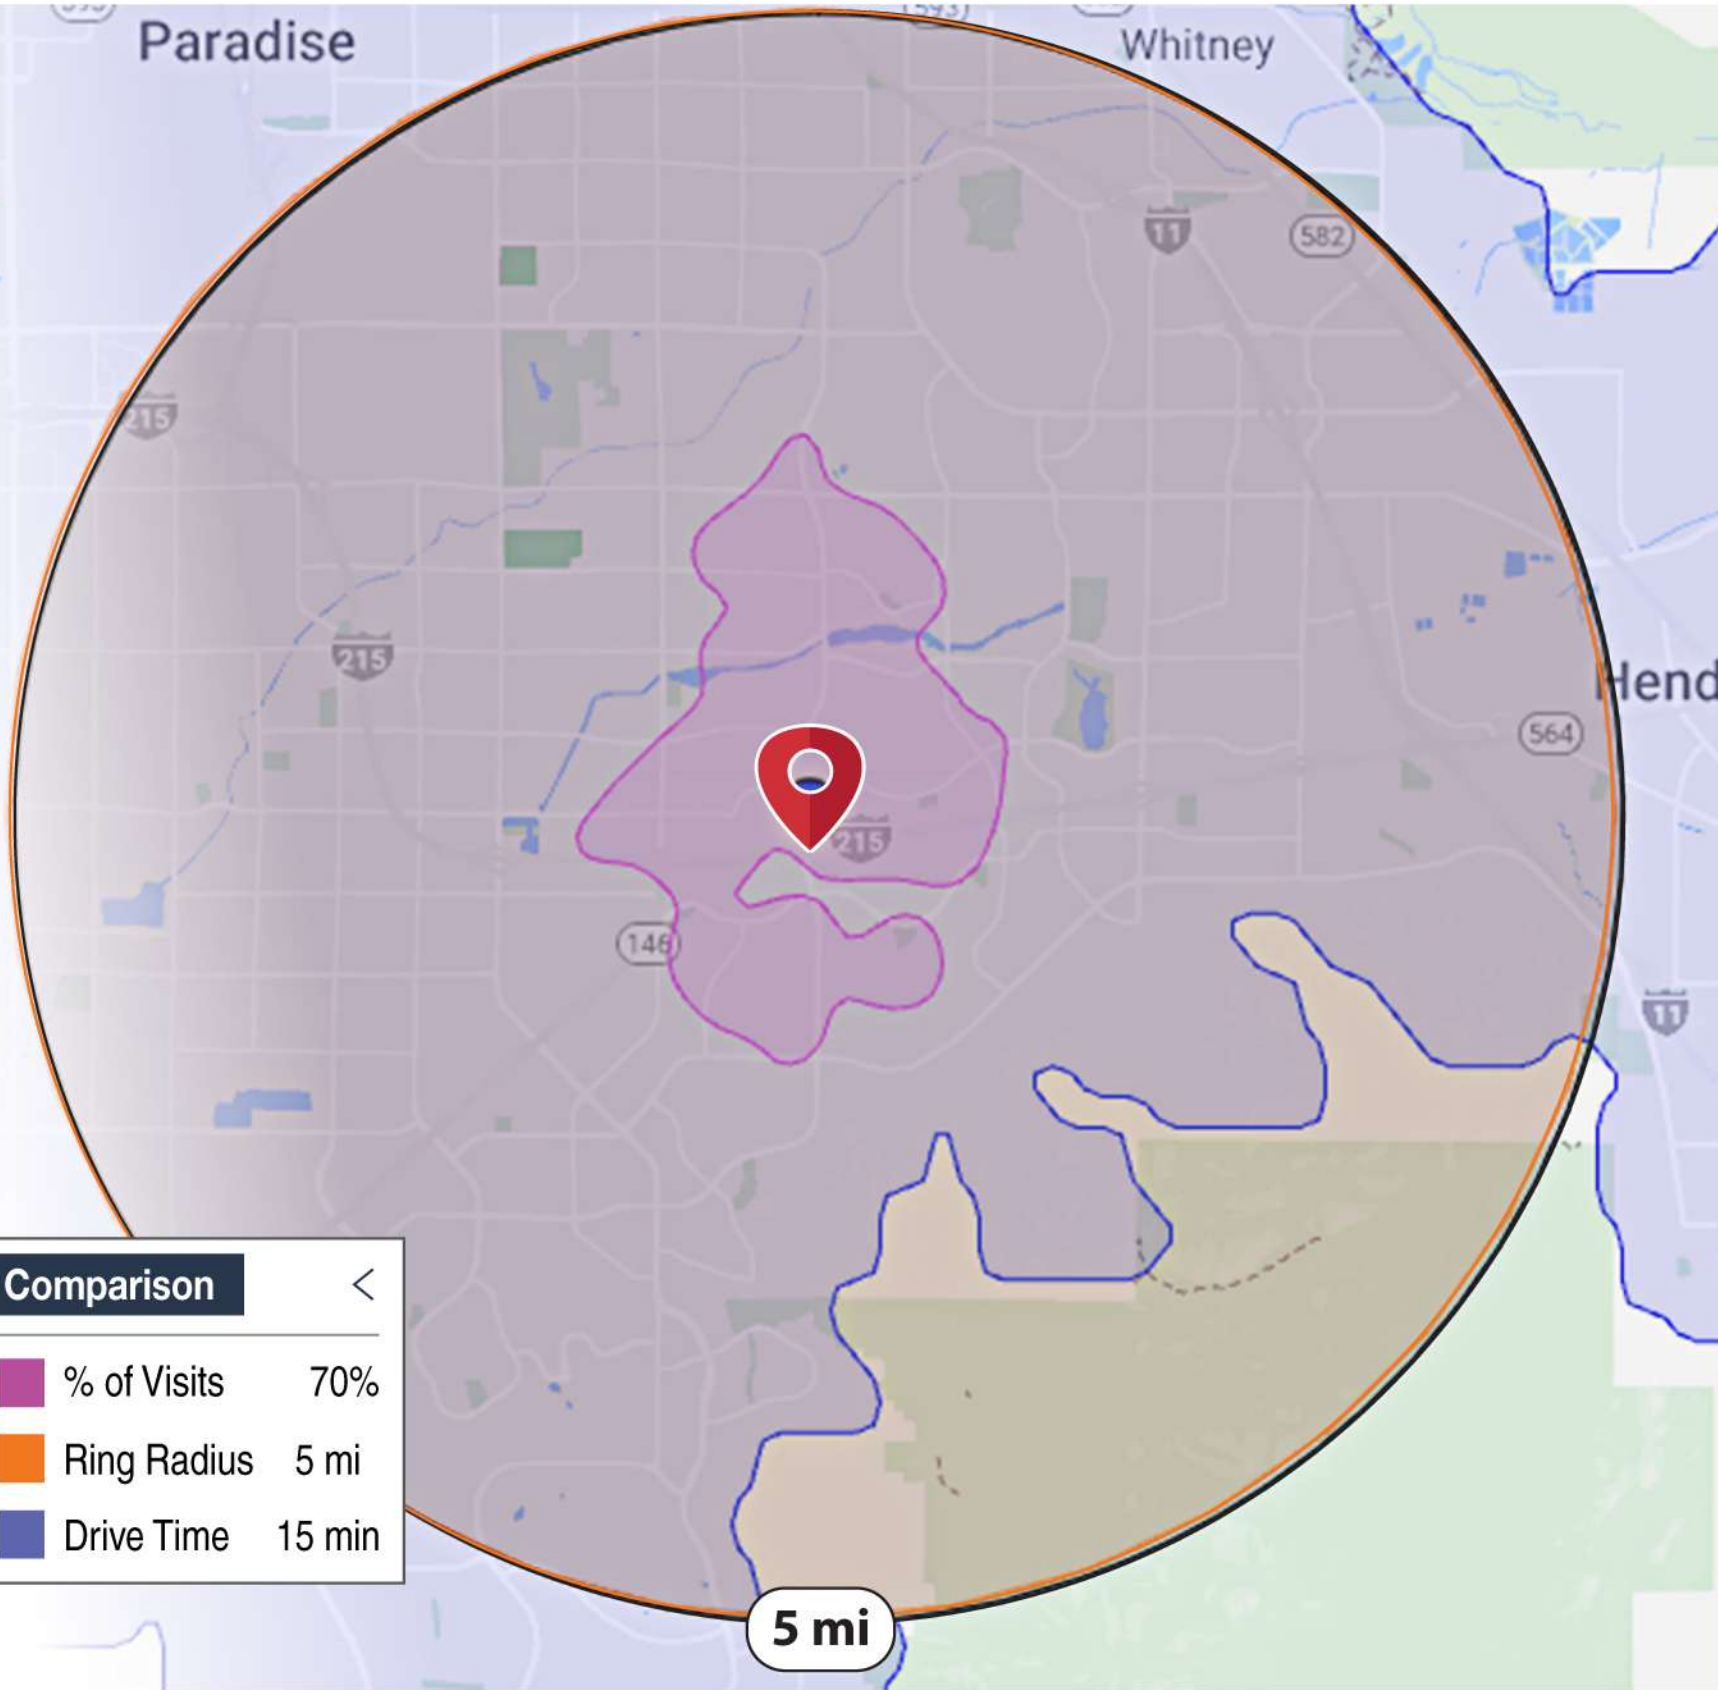 593
Paradise
Whitney
11
582
215
215
Hend
564
215
146
11
Comparison <
% of Visits 70%
Ring Radius 5 mi
Drive Time 15 min
5 mi